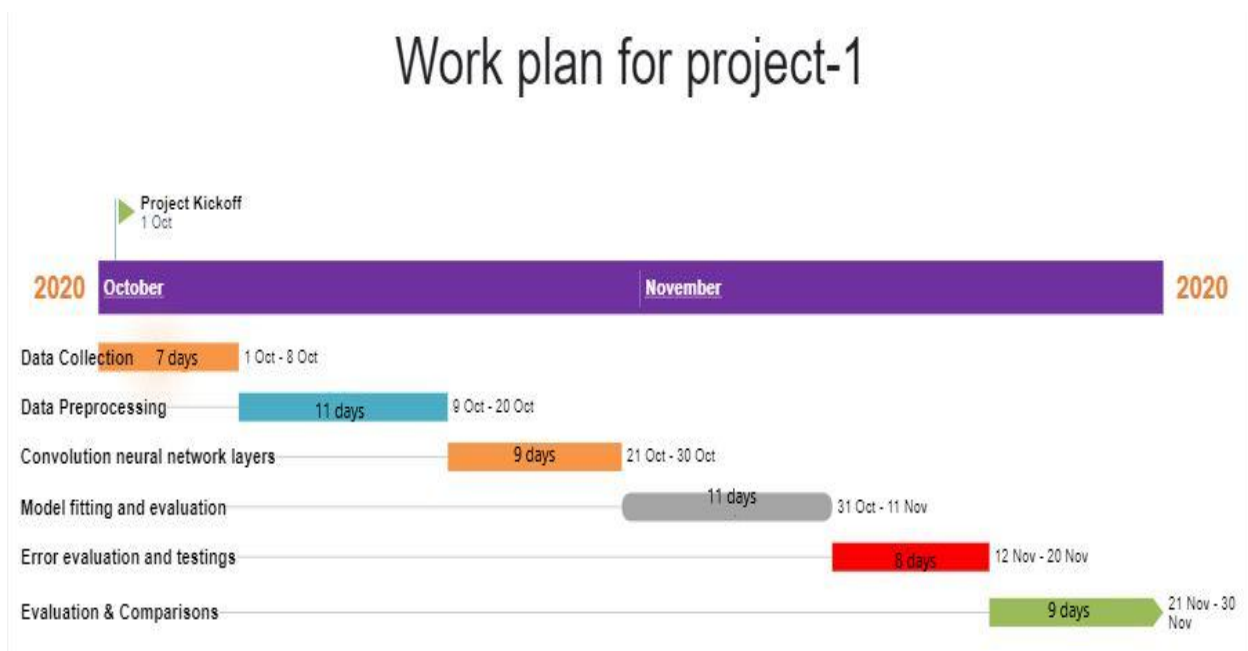 Work plan for project-1
Project Kickoff
1 Oct
2020 October November 2020
Data Collection 7 days 1 Oct - 8 Oct
Data Preprocessing 11 days 9 Oct - 20 Oct
Convolution neural network layers 9 days 21 Oct - 30 Oct
Model fitting and evaluation 11 days 31 Oct - 11 Nov
Error evaluation and testings 8 days 12 Nov - 20 Nov
Evaluation & Comparisons 9 days 21 Nov - 30
Nov